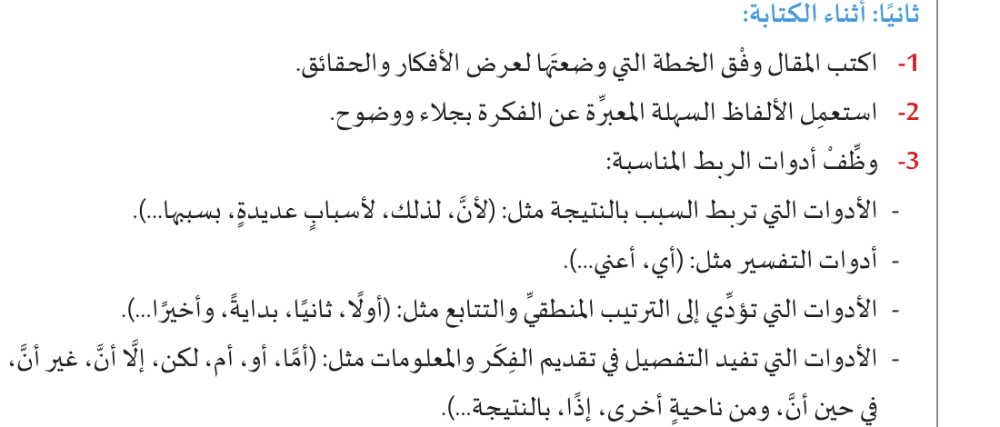 ثانيًا: أثناء الكتابة:
1- اكتب المقال وفْق الخطة التي وضعتَها لعرض الأفكار والحقائق.
2- استعمِل الألفاظ السهلة المعبرِّة عن الفكرة بجلاء ووضوح.
3- وظِّفْ أدوات الربط المناسبة:
- الأدوات التي تربط السبب بالنتيجة مثل: (لأنَّ، لذلك، لأسبابٍ عديدةٍ، بسببها...).
- أدوات التفسير مثل: (أي، أعني...).
- الأدوات التي تؤدِّي إلى الترتيب المنطقيِّ والتتابع مثل: (أولًا، ثانيًا، بدايةً، وأخيرًا...).
- الأدوات التي تفيد التفصيل في تقديم الفِكَر والمعلومات مثل: (أمَّا، أو، أم، لكن، إلَّا أنَّ، غير أنَّ،
في حين أنَّ، ومن ناحيةٍ أخرى، إذًا، بالنتيجة...).